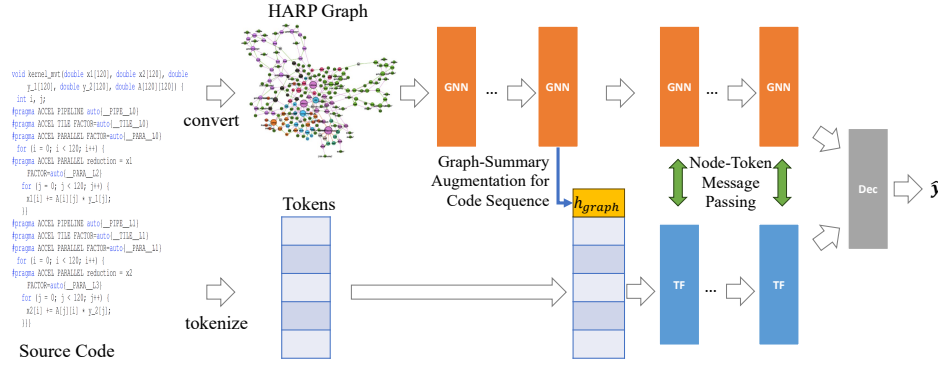 HARP Graph
void kernel_mvt(double x1[120], double x2[120], double
y_1[120], double y_2[120], double A[120][120]) {
int i, j;
#pragma ACCEL PIPELINE auto{__PIPE__L0}
#pragma ACCEL TILE FACTOR=auto{__TILE__L0}
#pragma ACCEL PARALLEL FACTOR=auto{__PARA__L0}
for (i = 0; i < 120; i++) {
#pragma ACCEL PARALLEL reduction = x1
FACTOR=auto{__PARA__L2}
for (j = 0; j < 120; j++) {
x1[i] += A[i][j] * y_1[j];
}}
#pragma ACCEL PIPELINE auto{__PIPE__L1}
#pragma ACCEL TILE FACTOR=auto{__TILE__L1}
#pragma ACCEL PARALLEL FACTOR=auto{__PARA__L1}
for (i = 0; i < 120; i++) {
#pragma ACCEL PARALLEL reduction = x2
FACTOR=auto{__PARA__L3}
for (j = 0; j < 120; j++) {
x2[i] += A[j][i] * y_2[j];
}}}
Source Code
convert
tokenize
Tokens
GNN
...
GNN
GNN
...
GNN
Graph-Summary
Augmentation for
Code Sequence
h_graph
Node-Token
Message
Passing
TF
...
TF
Dec
ŷ